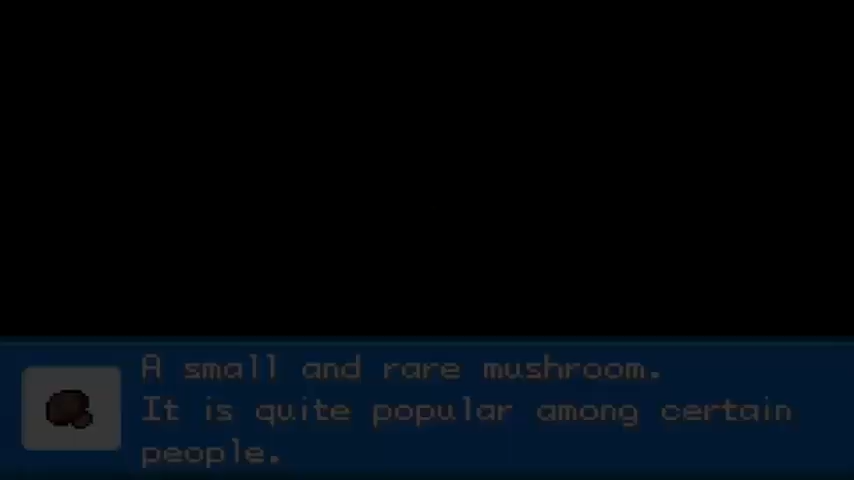 A small and rare mushroom.
It is quite popular among certain
people.